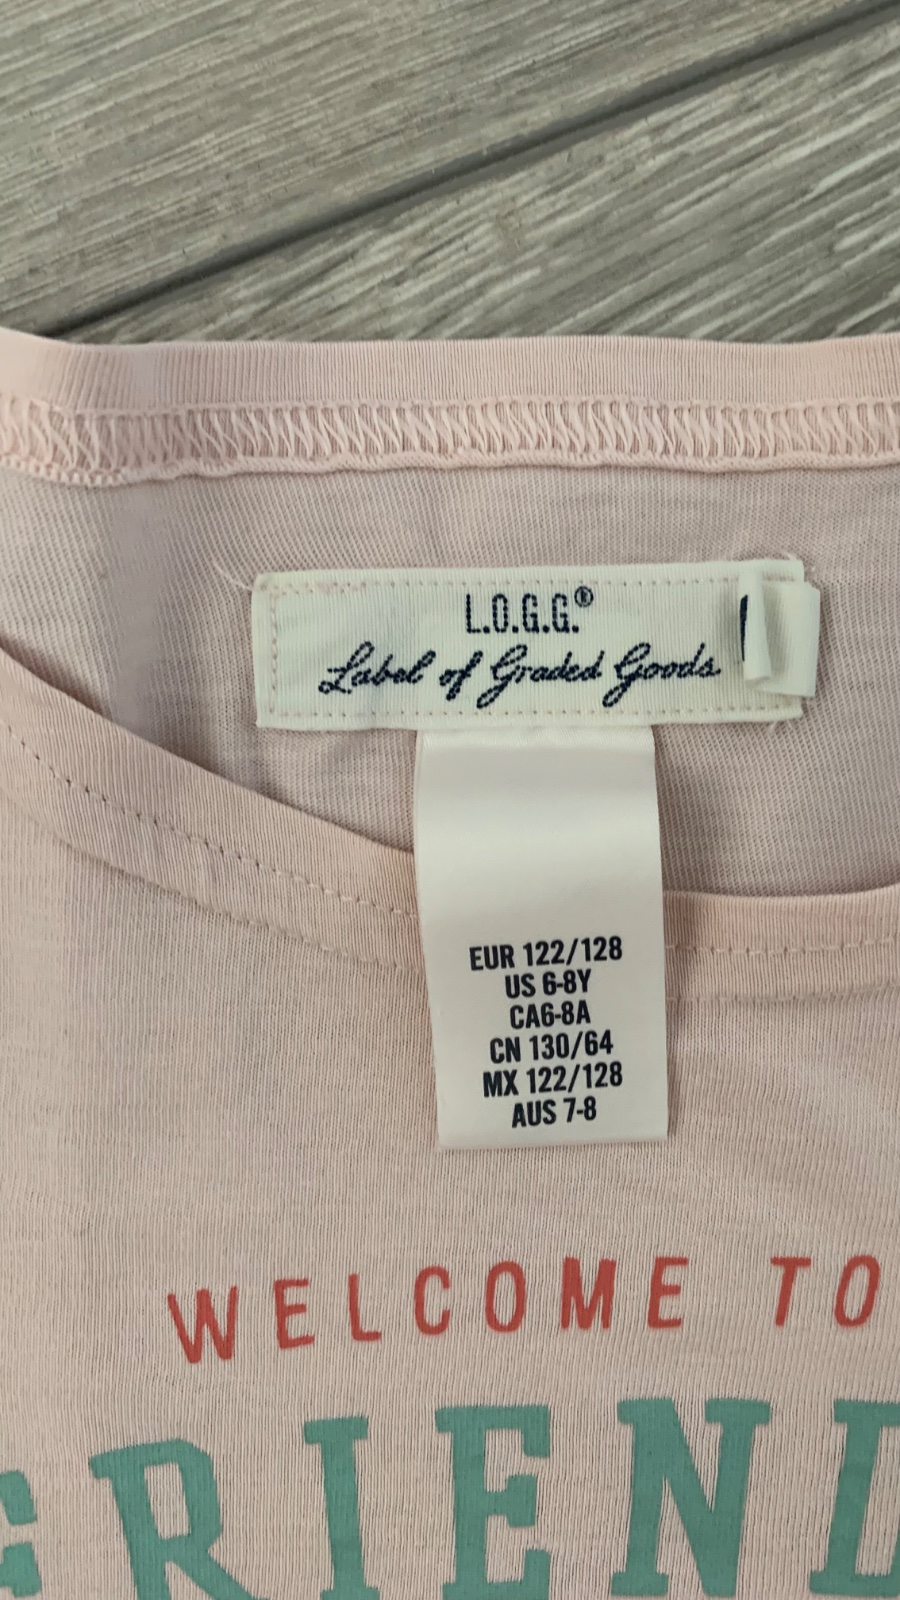 L.O.G.G.®
Label of Graded Goods
EUR 122/128
US 6-8Y
CA6-8A
CN 130/64
MX 122/128
AUS 7-8
WELCOME TO
FRIEND